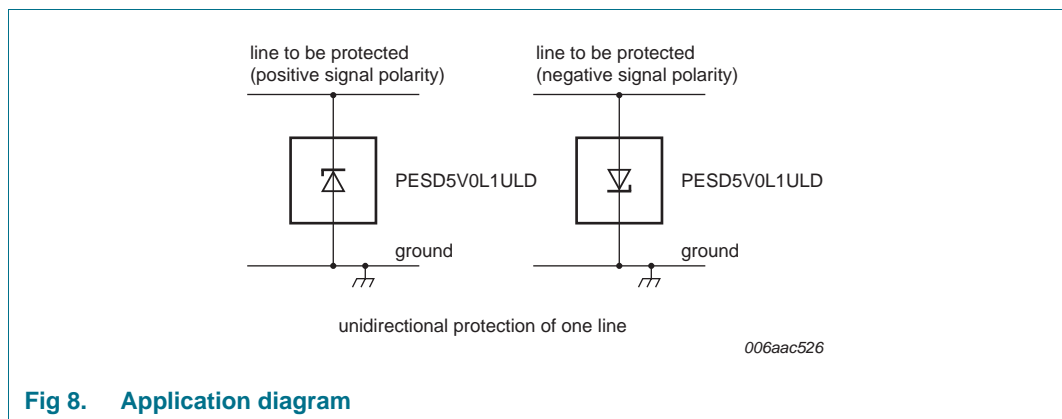 line to be protected
(positive signal polarity)
PESD5V0L1ULD
ground
line to be protected
(negative signal polarity)
PESD5V0L1ULD
ground
unidirectional protection of one line
006aac526
Fig 8. Application diagram